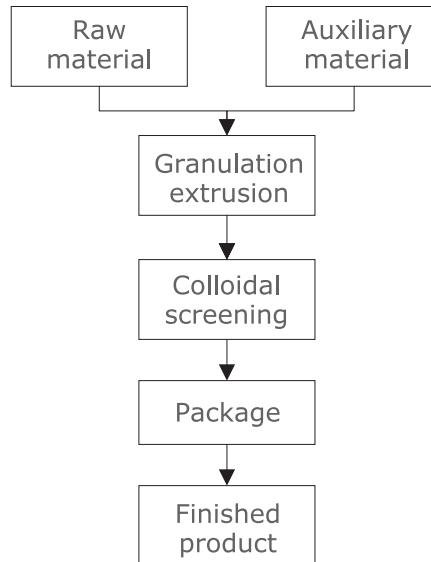 Raw
material
Auxiliary
material
Granulation
extrusion
Colloidal
screening
Package
Finished
product